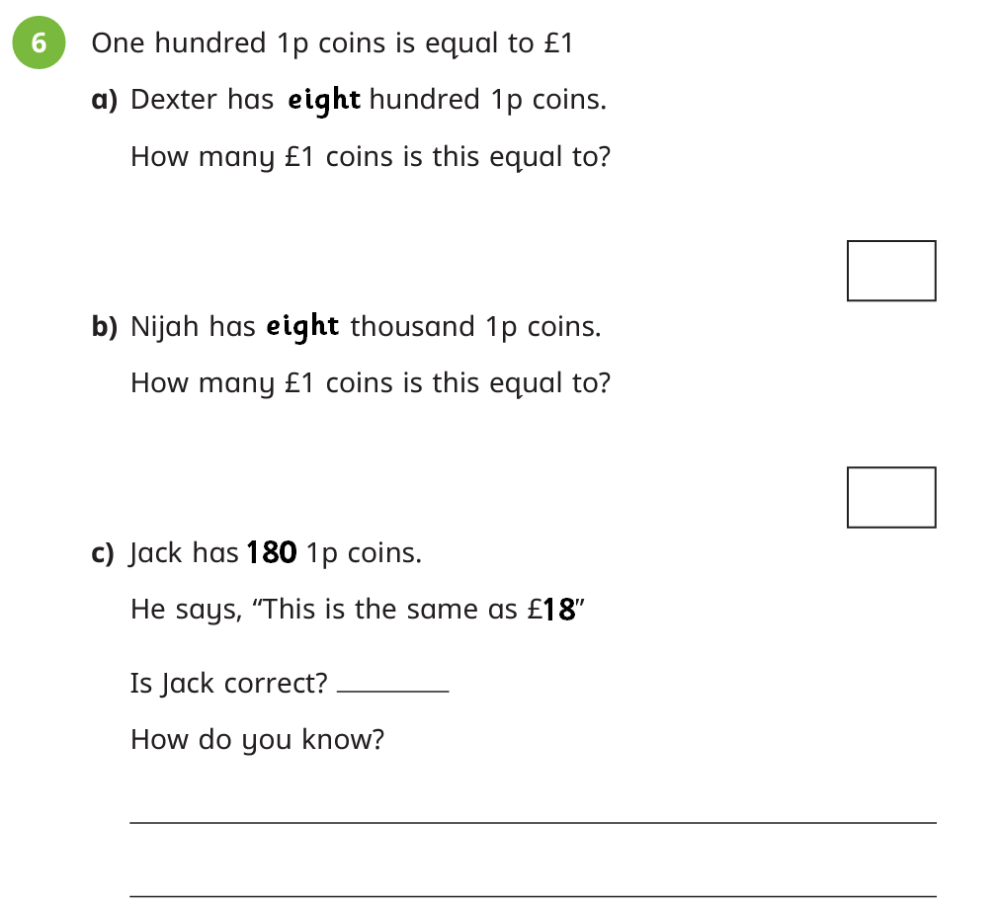 6 One hundred 1p coins is equal to £1
a) Dexter has eight hundred 1p coins.
How many £1 coins is this equal to?
b) Nijah has eight thousand 1p coins.
How many £1 coins is this equal to?
c) Jack has 180 1p coins.
He says, “This is the same as £18”
Is Jack correct? ________
How do you know?